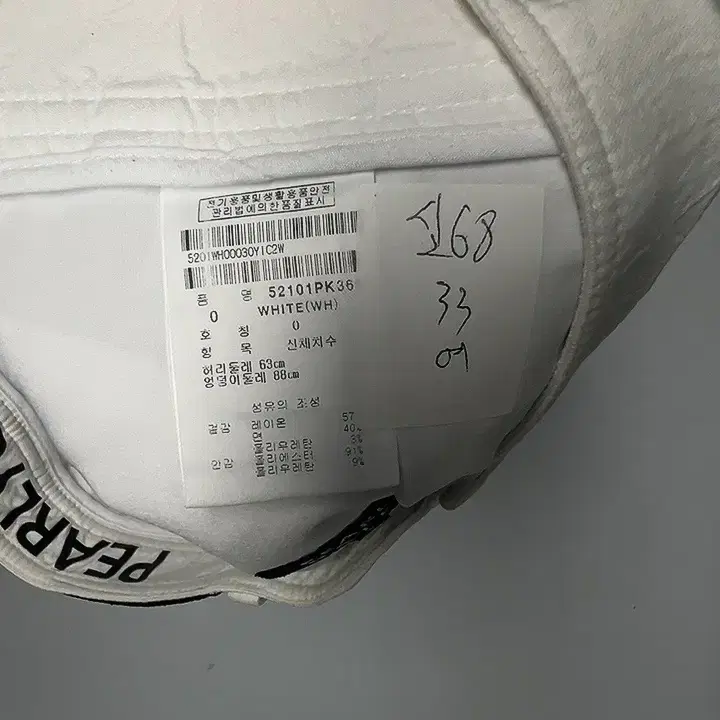 전기용품및생활용품안전
관리법에의한품질표시
5201WH00030YIC2W
품 명 52101PK36
0 WHITE(WH)
호 칭 0
항 목 신체치수
허리둘레 63cm
엉덩이둘레 88cm
섬유의 조성
겉감 레이온 57
면 40%
폴리우레탄 3%
안감 폴리에스터 91%
폴리우레탄 9%
68
33
여
PEARLY